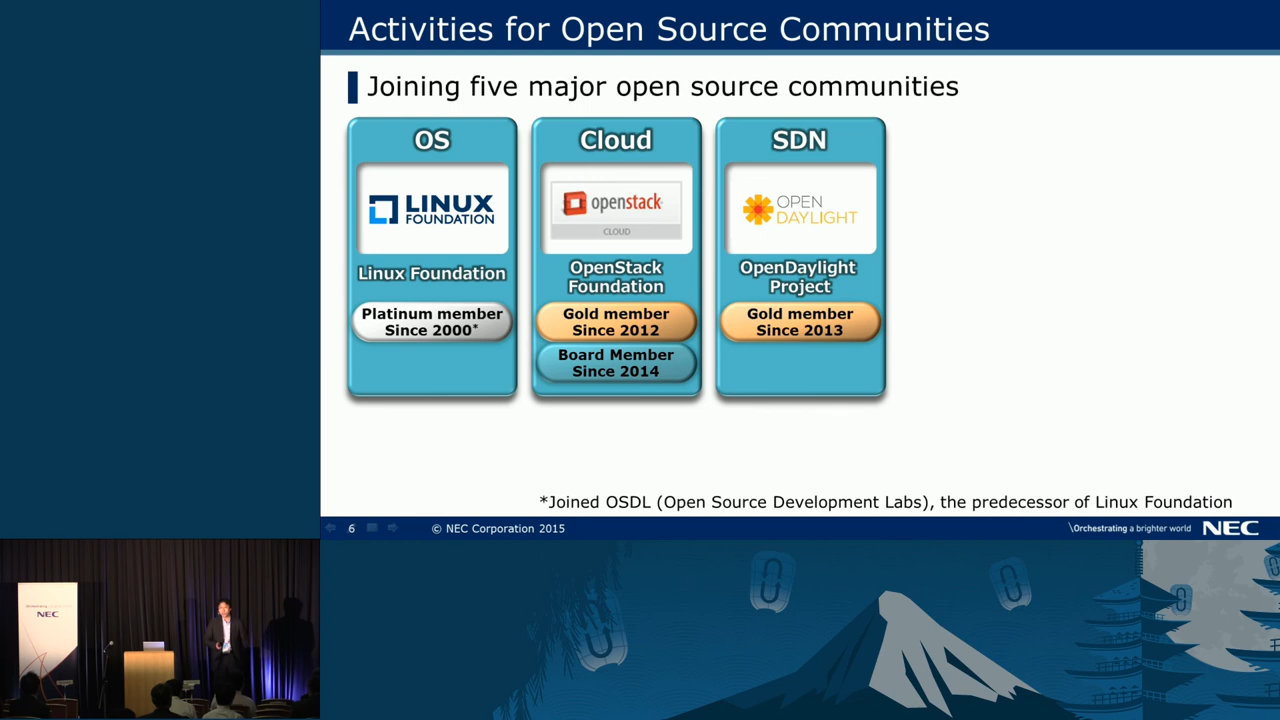 Activities for Open Source Communities
Joining five major open source communities
OS
LINUX
FOUNDATION
Linux Foundation
Platinum member
Since 2000*
Cloud
openstack
CLOUD
OpenStack
Foundation
Gold member
Since 2012
Board Member
Since 2014
SDN
OPEN
DAYLIGHT
OpenDaylight
Project
Gold member
Since 2013
*Joined OSDL (Open Source Development Labs), the predecessor of Linux Foundation
6
© NEC Corporation 2015
\Orchestrating a brighter world
NEC
NEC